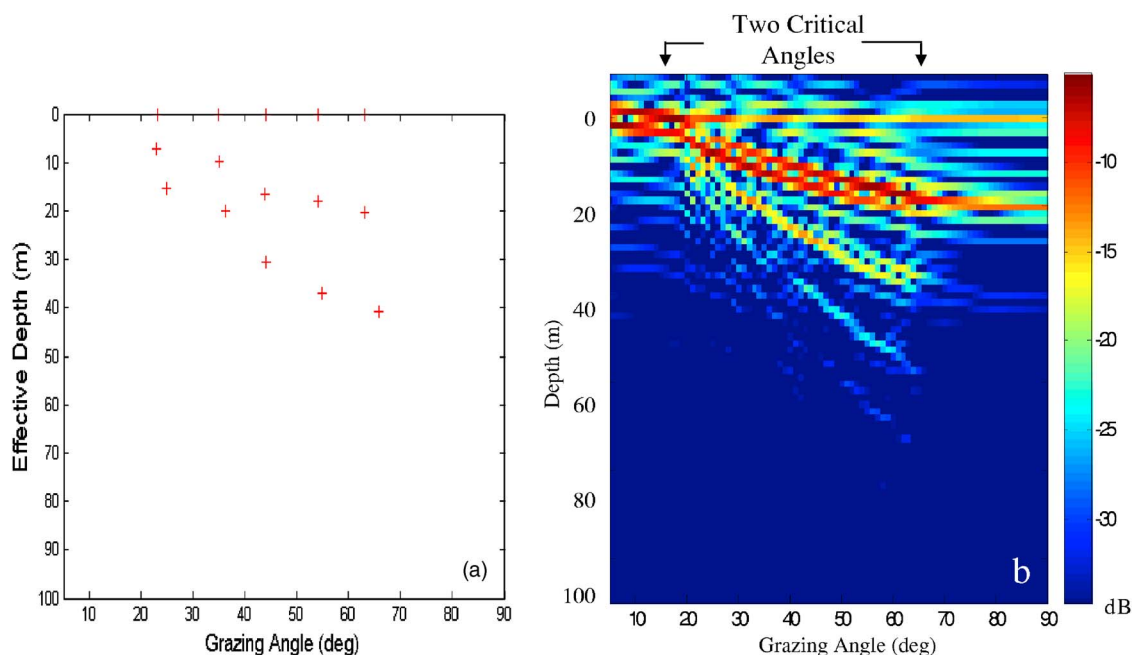 0
10
20
30
40
50
60
70
80
90
100
Effective Depth (m)
10 20 30 40 50 60 70 80 90
Grazing Angle (deg)
(a)
Two Critical
Angles
0
20
40
60
80
100
Depth (m)
10 20 30 40 50 60 70 80 90
Grazing Angle (deg)
b
-10
-15
-20
-25
-30
dB